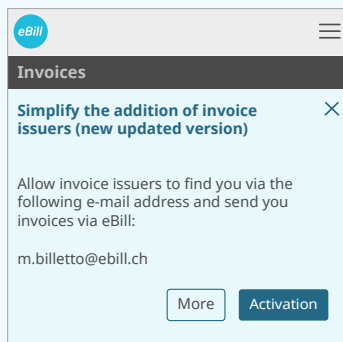 eBill
Invoices
Simplify the addition of invoice
issuers (new updated version)
Allow invoice issuers to find you via the
following e-mail address and send you
invoices via eBill:
m.billetto@ebill.ch
More
Activation